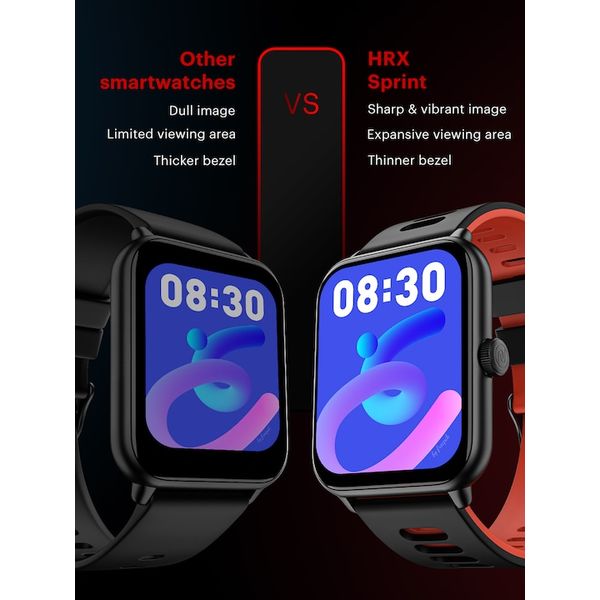 Other
smartwatches
Dull image
Limited viewing area
Thicker bezel
VS
HRX
Sprint
Sharp & vibrant image
Expansive viewing area
Thinner bezel
08:30
08:30